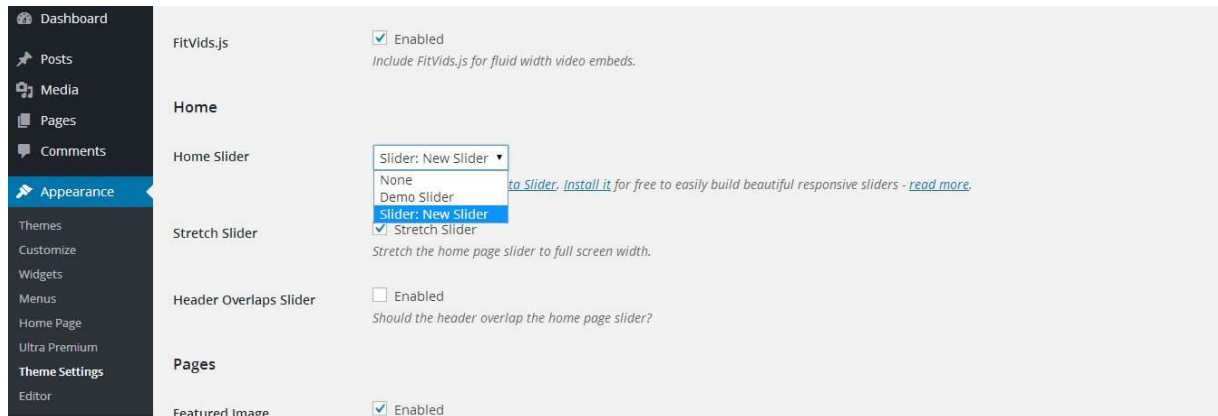 Dashboard
Posts
Media
Pages
Comments
Appearance
Themes
Customize
Widgets
Menus
Home Page
Ultra Premium
Theme Settings
Editor
FitVids.js
Enabled
Include FitVids.js for fluid width video embeds.
Home
Home Slider
Slider: New Slider
None
Demo Slider
Slider: New Slider
ta Slider. Install it for free to easily build beautiful responsive sliders - read more.
Stretch Slider
Stretch Slider
Stretch the home page slider to full screen width.
Header Overlaps Slider
Enabled
Should the header overlap the home page slider?
Pages
Featured Image
Enabled